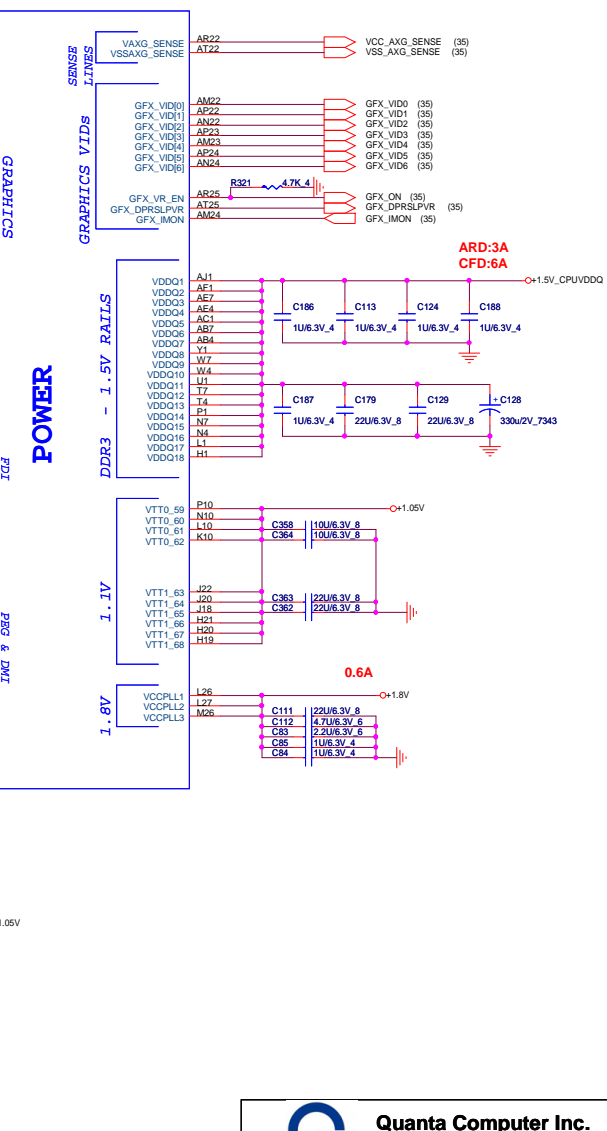 SENSE
LINES
VAXG_SENSE AR22 VCC_AXG_SENSE (35)
VSSAXG_SENSE AT22 VSS_AXG_SENSE (35)
GRAPHICS VIDs
GRAPHICS
GFX_VID[0] AM22 GFX_VID0 (35)
GFX_VID[1] AP22 GFX_VID1 (35)
GFX_VID[2] AN22 GFX_VID2 (35)
GFX_VID[3] AP23 GFX_VID3 (35)
GFX_VID[4] AM23 GFX_VID4 (35)
GFX_VID[5] AP24 GFX_VID5 (35)
GFX_VID[6] AN24 GFX_VID6 (35)
R321 4.7K_4
GFX_VR_EN AR25 GFX_ON (35)
GFX_DPRSLPVR AT25 GFX_DPRSLPVR (35)
GFX_IMON AM24 GFX_IMON (35)
ARD:3A
CFD:6A
+1.5V_CPUVDDQ
POWER
DDR3 - 1.5V RAILS
VDDQ1 AJ1
VDDQ2 AF1
VDDQ3 AE7
VDDQ4 AE4
VDDQ5 AC1
VDDQ6 AB7
VDDQ7 AB4
VDDQ8 Y1
VDDQ9 W7
VDDQ10 W4
VDDQ11 U1
VDDQ12 T7
VDDQ13 T4
VDDQ14 P1
VDDQ15 N7
VDDQ16 N4
VDDQ17 L1
VDDQ18 H1
C186 C113 C124 C188
1U/6.3V_4 1U/6.3V_4 1U/6.3V_4 1U/6.3V_4
C187 C179 C129 + C128
1U/6.3V_4 22U/6.3V_8 22U/6.3V_8 330u/2V_7343
FDI
1.1V
VTT0_59 P10 +1.05V
VTT0_60 N10
VTT0_61 L10
VTT0_62 K10
C358 10U/6.3V_8
C364 10U/6.3V_8
VTT1_63 J22
VTT1_64 J20
VTT1_65 J18
VTT1_66 H21
VTT1_67 H20
VTT1_68 H19
C363 22U/6.3V_8
C362 22U/6.3V_8
PEG & DMI
0.6A
1.8V
VCCPLL1 L26 +1.8V
VCCPLL2 L27
VCCPLL3 M26
C111 22U/6.3V_8
C112 4.7U/6.3V_6
C83 2.2U/6.3V_6
C85 1U/6.3V_4
C84 1U/6.3V_4
.05V
Quanta Computer Inc.